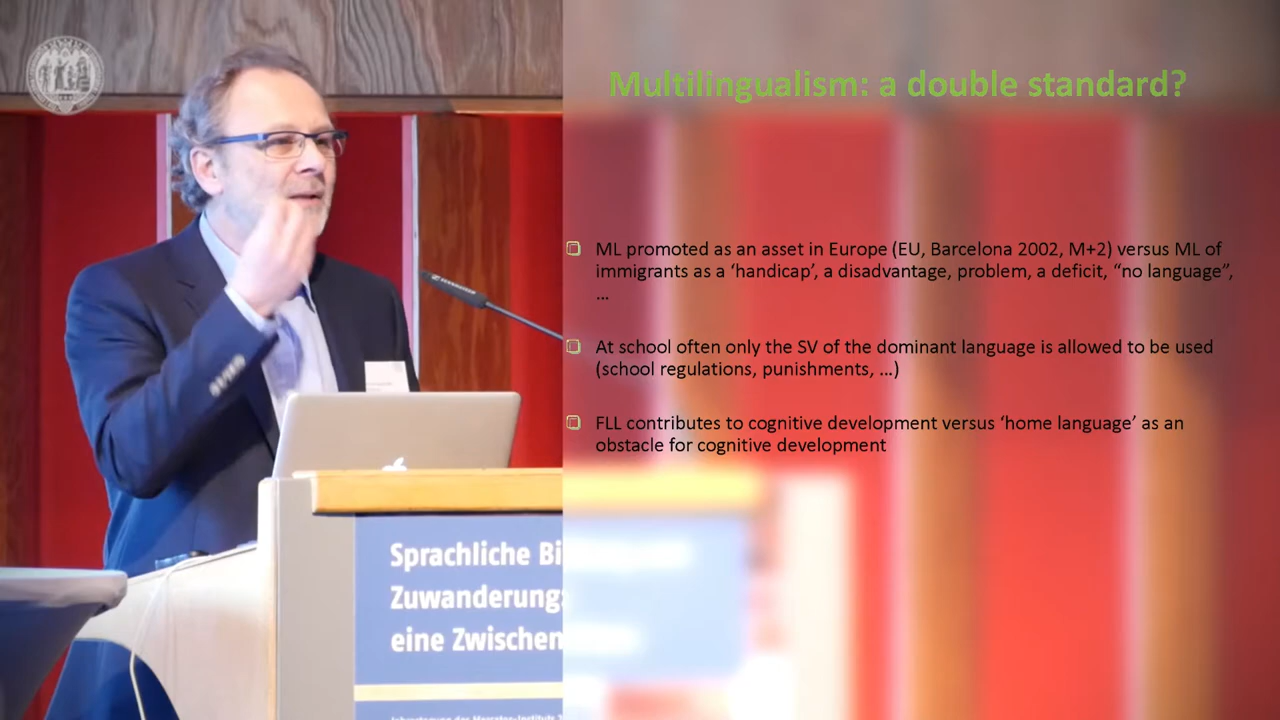 Multilingualism: a double standard?
ML promoted as an asset in Europe (EU, Barcelona 2002, M+2) versus ML of
immigrants as a ‘handicap’, a disadvantage, problem, a deficit, “no language”,
…
At school often only the SV of the dominant language is allowed to be used
(school regulations, punishments, …)
FLL contributes to cognitive development versus ‘home language’ as an
obstacle for cognitive development
Sprachliche Bi
Zuwanderung
eine Zwischen